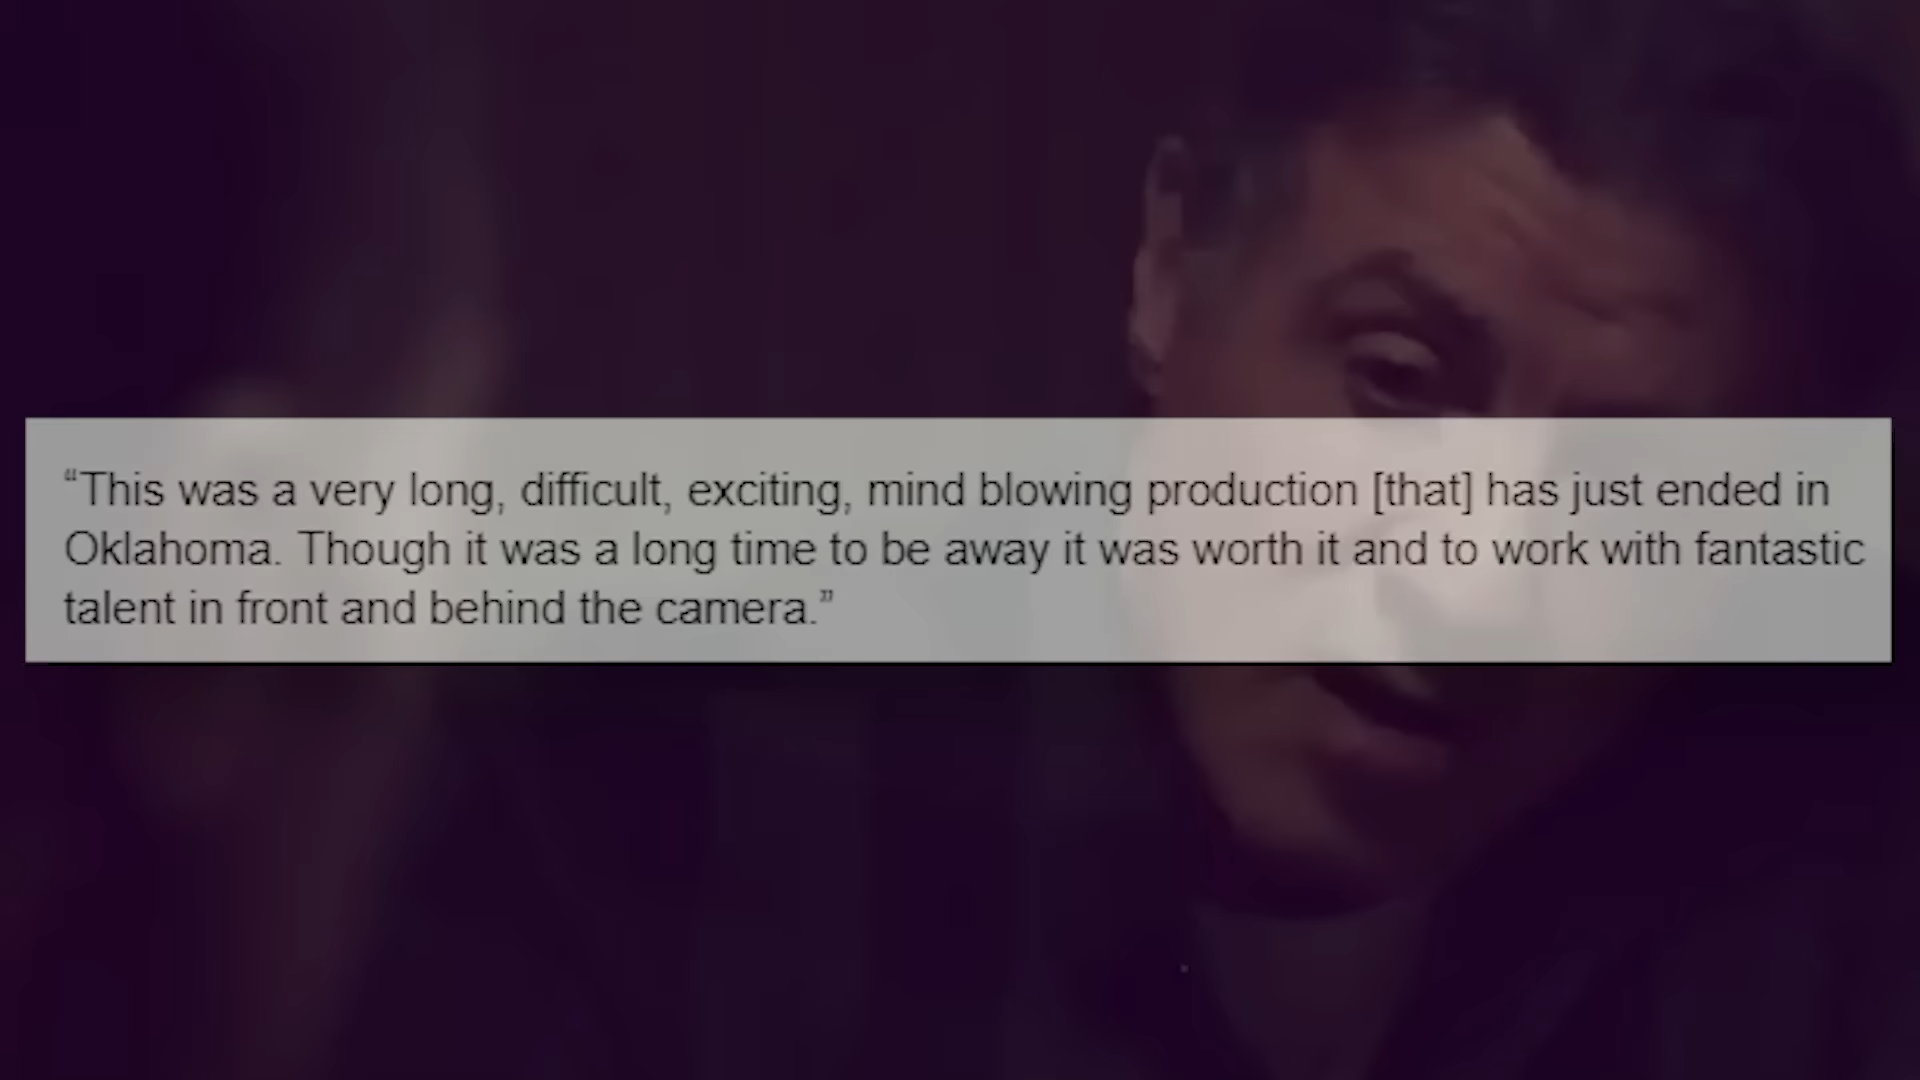 “This was a very long, difficult, exciting, mind blowing production [that] has just ended in
Oklahoma. Though it was a long time to be away it was worth it and to work with fantastic
talent in front and behind the camera.”